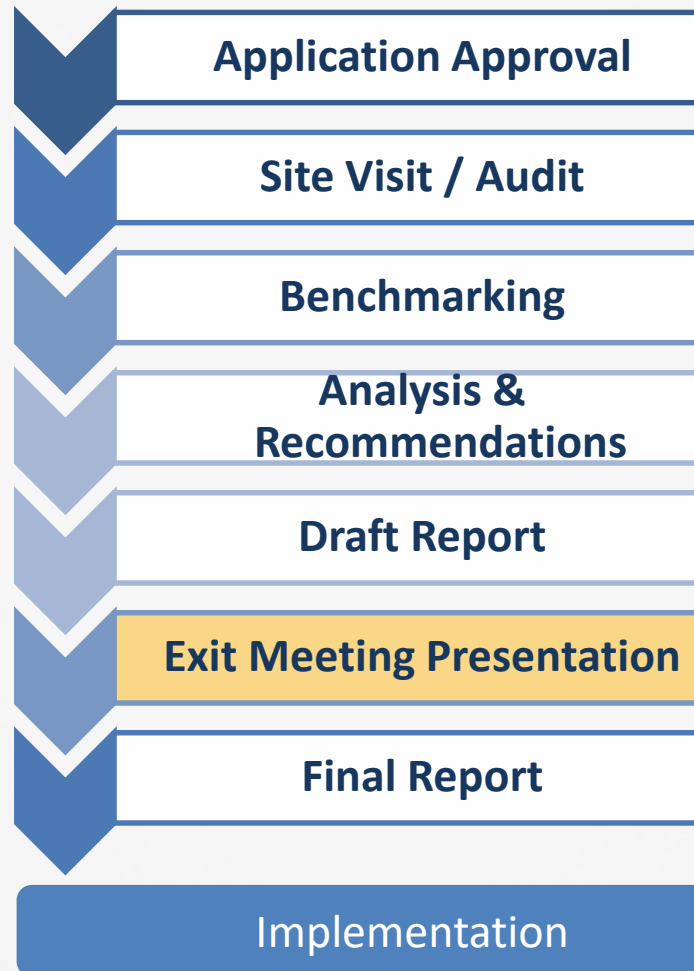 Application Approval
Site Visit / Audit
Benchmarking
Analysis &
Recommendations
Draft Report
Exit Meeting Presentation
Final Report
Implementation